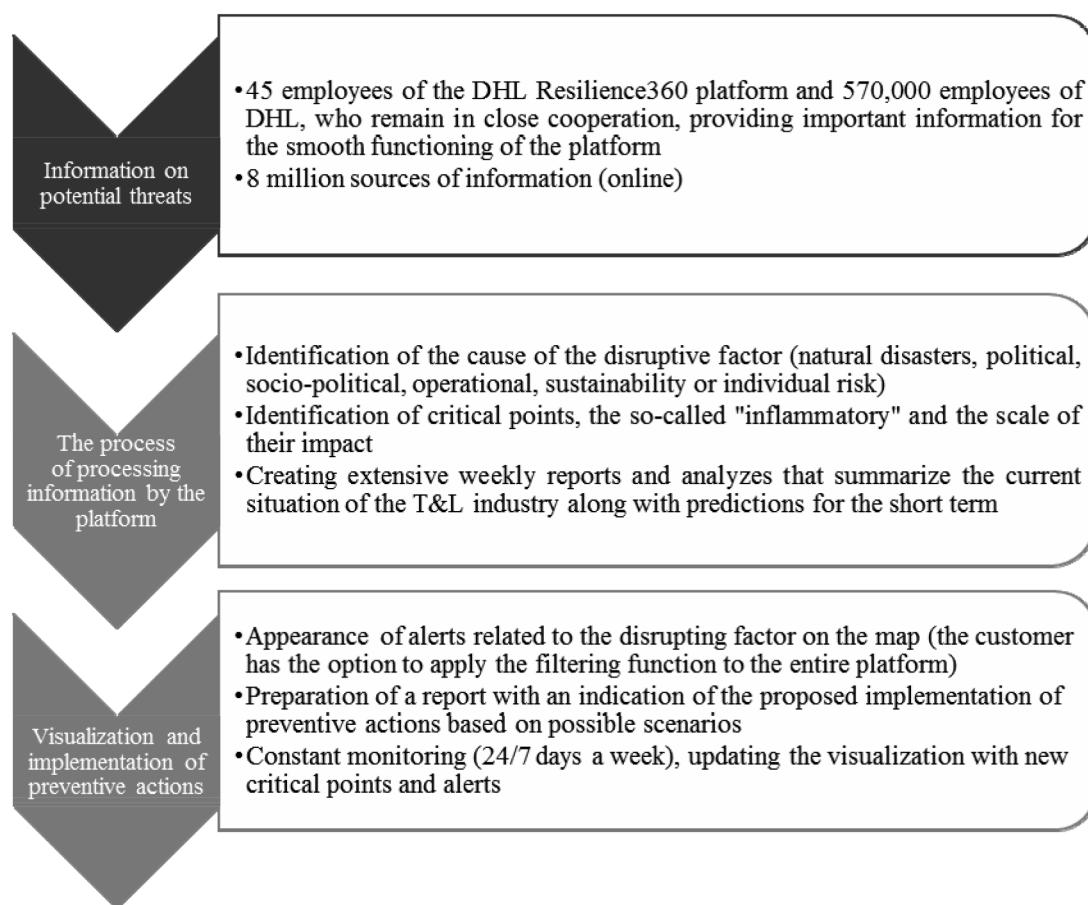 Information on
potential threats
•45 employees of the DHL Resilience360 platform and 570,000 employees of
DHL, who remain in close cooperation, providing important information for
the smooth functioning of the platform
•8 million sources of information (online)
The process
of processing
information by the
platform
•Identification of the cause of the disruptive factor (natural disasters, political,
socio-political, operational, sustainability or individual risk)
•Identification of critical points, the so-called "inflammatory" and the scale of
their impact
•Creating extensive weekly reports and analyzes that summarize the current
situation of the T&L industry along with predictions for the short term
Visualization and
implementation of
preventive actions
•Appearance of alerts related to the disrupting factor on the map (the customer
has the option to apply the filtering function to the entire platform)
•Preparation of a report with an indication of the proposed implementation of
preventive actions based on possible scenarios
•Constant monitoring (24/7 days a week), updating the visualization with new
critical points and alerts